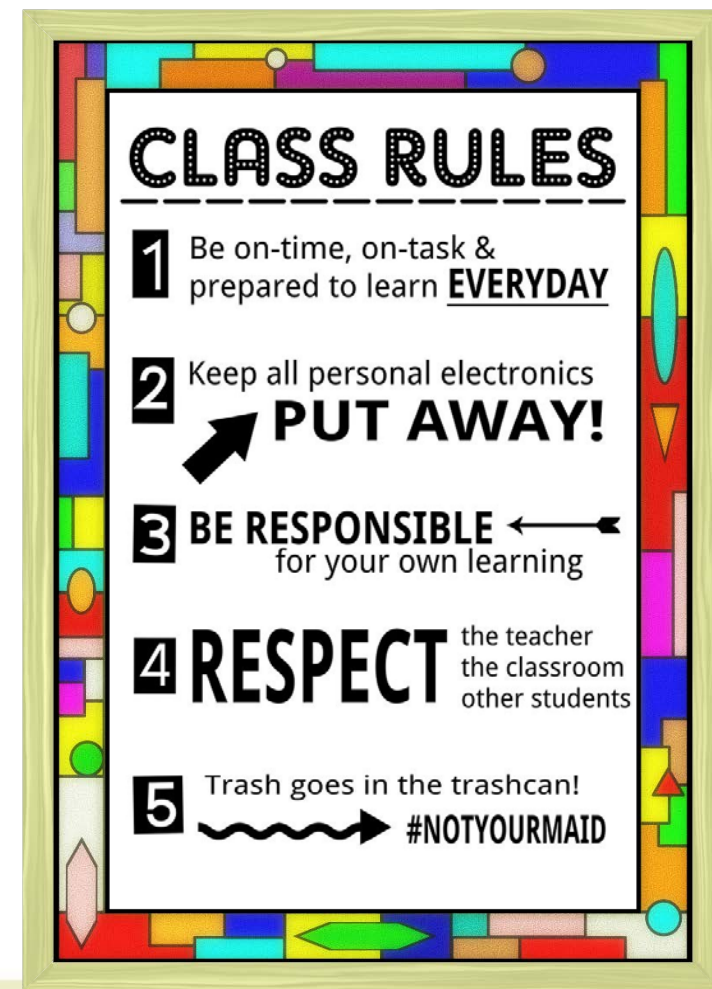 CLASS RULES
1 Be on-time, on-task &
prepared to learn EVERYDAY
2 Keep all personal electronics
PUT AWAY!
3 BE RESPONSIBLE
for your own learning
4 RESPECT the teacher
the classroom
other students
5 Trash goes in the trashcan!
#NOTYOURMAID